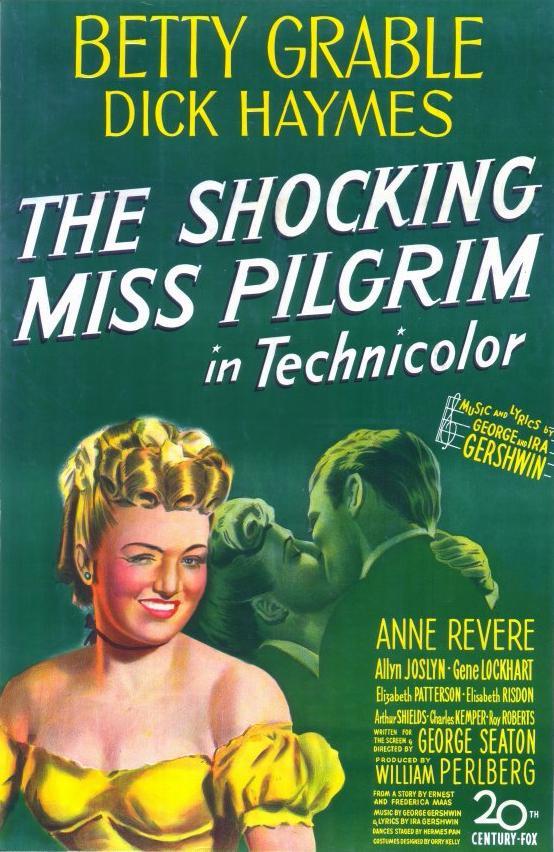 BETTY GRABLE
DICK HAYMES
THE SHOCKING
MISS PILGRIM
in Technicolor
MUSIC AND LYRICS BY
GEORGE AND IRA
GERSHWIN
ANNE REVERE
Allyn JOSLYN · Gene LOCKHART
Elizabeth PATTERSON · Elisabeth RISDON
Arthur SHIELDS · Charles KEMPER · Roy ROBERTS
WRITTEN FOR
THE SCREEN &
DIRECTED BY GEORGE SEATON
PRODUCED BY
WILLIAM PERLBERG
FROM A STORY BY ERNEST
AND FREDERICA MAAS
MUSIC BY GEORGE GERSHWIN
& LYRICS BY IRA GERSHWIN
DANCES STAGED BY HERMES PAN
COSTUMES DESIGNED BY ORRY KELLY
20TH
CENTURY-FOX